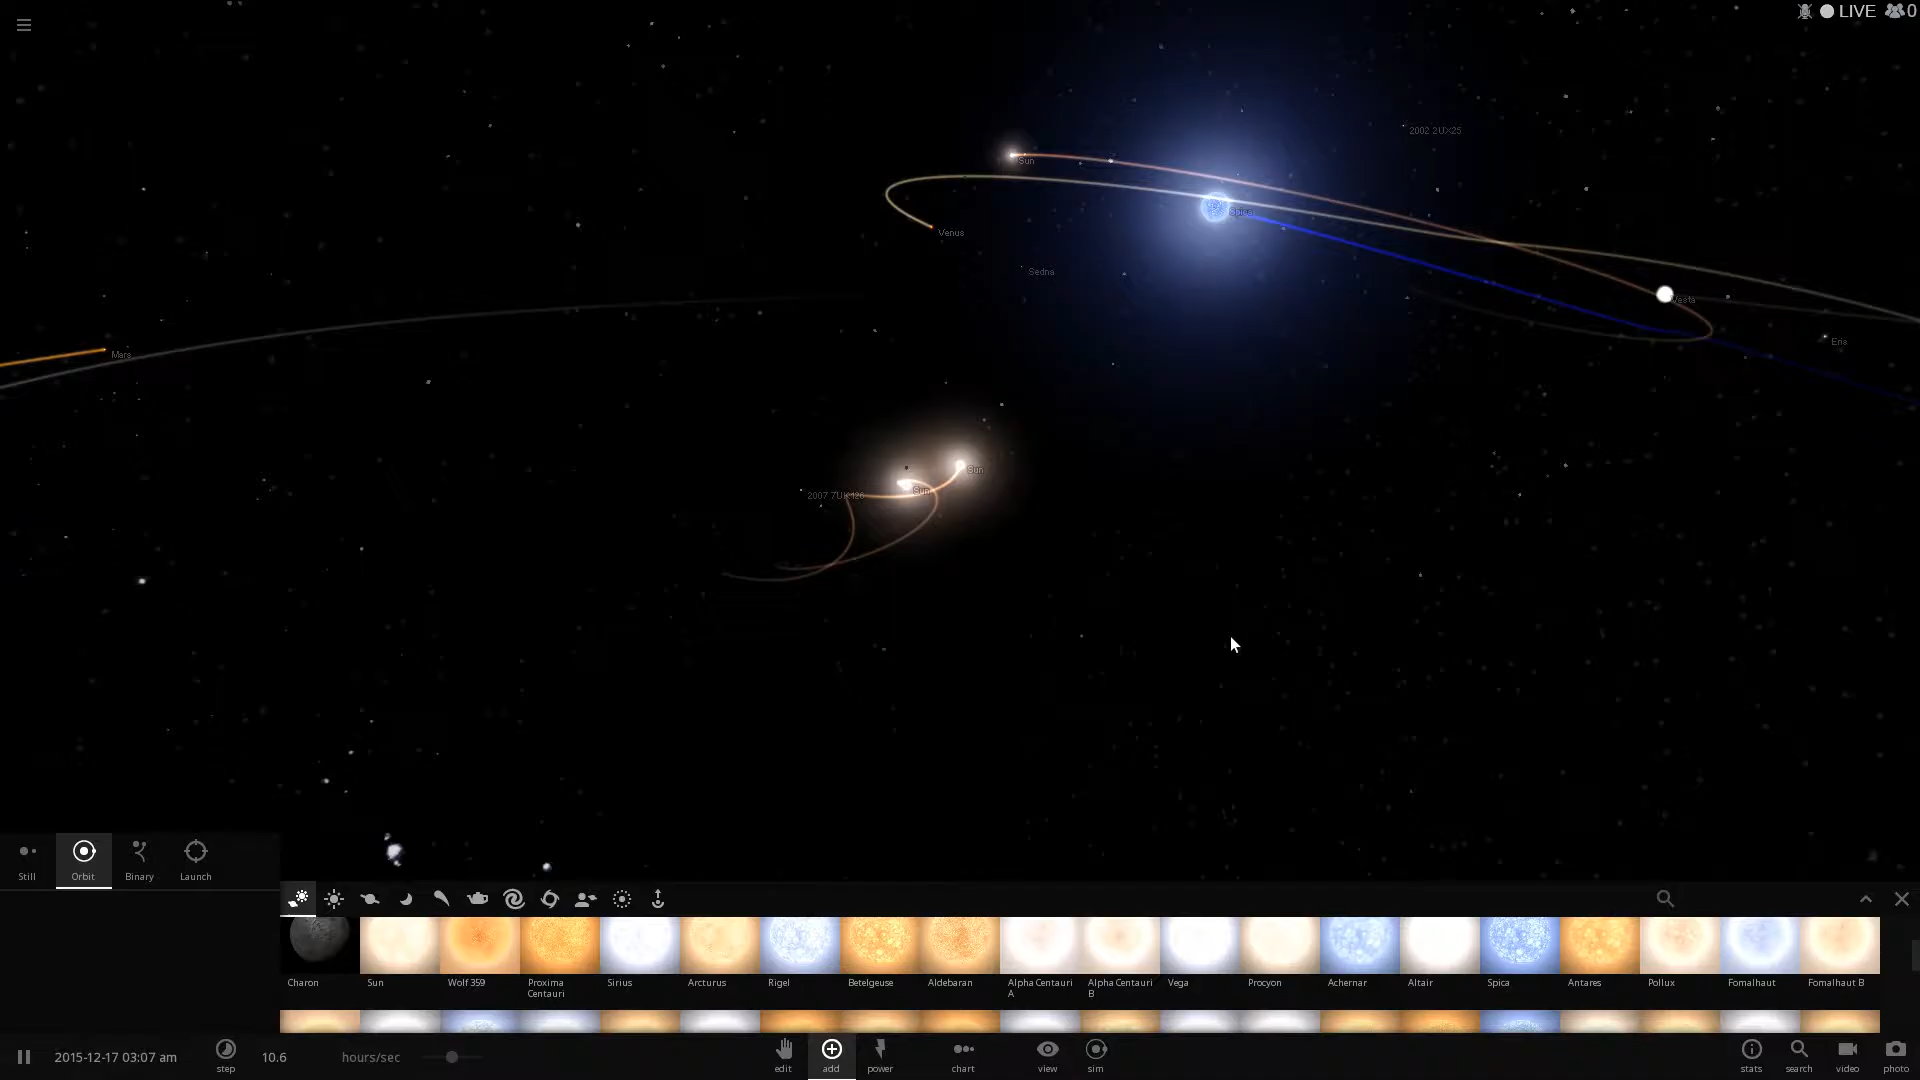 LIVE 0
2002 2UX25
Sun
Spica
Venus
Sedna
Vesta
Eris
Mars
Sun
Sun
Still Orbit Binary Launch
Charon Sun Wolf 359 Proxima Centauri Sirius Arcturus Rigel Betelgeuse Aldebaran Alpha Centauri A Alpha Centauri B Vega Procyon Achernar Altair Spica Antares Pollux Fomalhaut Fomalhaut B
2015-12-17 03:07 am step 10.6 hours/sec edit add power chart view sim stats search video photo